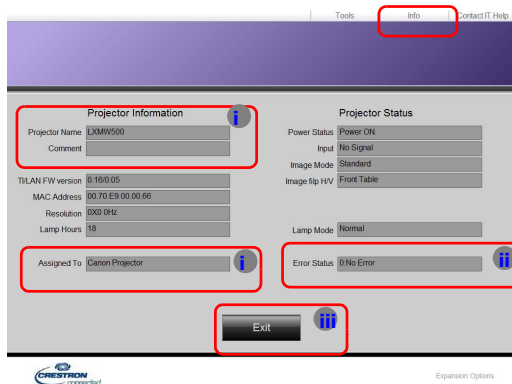 Tools Info Contact IT Help
Projector Information
i
Projector Name LXMW500
Comment
TI/LAN FW version 0.16/0.05
MAC Address 00.70.E9.00.00.66
Resolution 0X0 0Hz
Lamp Hours 18
Assigned To Canon Projector
i
Projector Status
Power Status Power ON.
Input No Signal
Image Mode Standard
Image filp H/V Front Table
Lamp Mode Normal
Error Status 0:No Error
ii
Exit
iii
CRESTRON
connected
Expansion Options